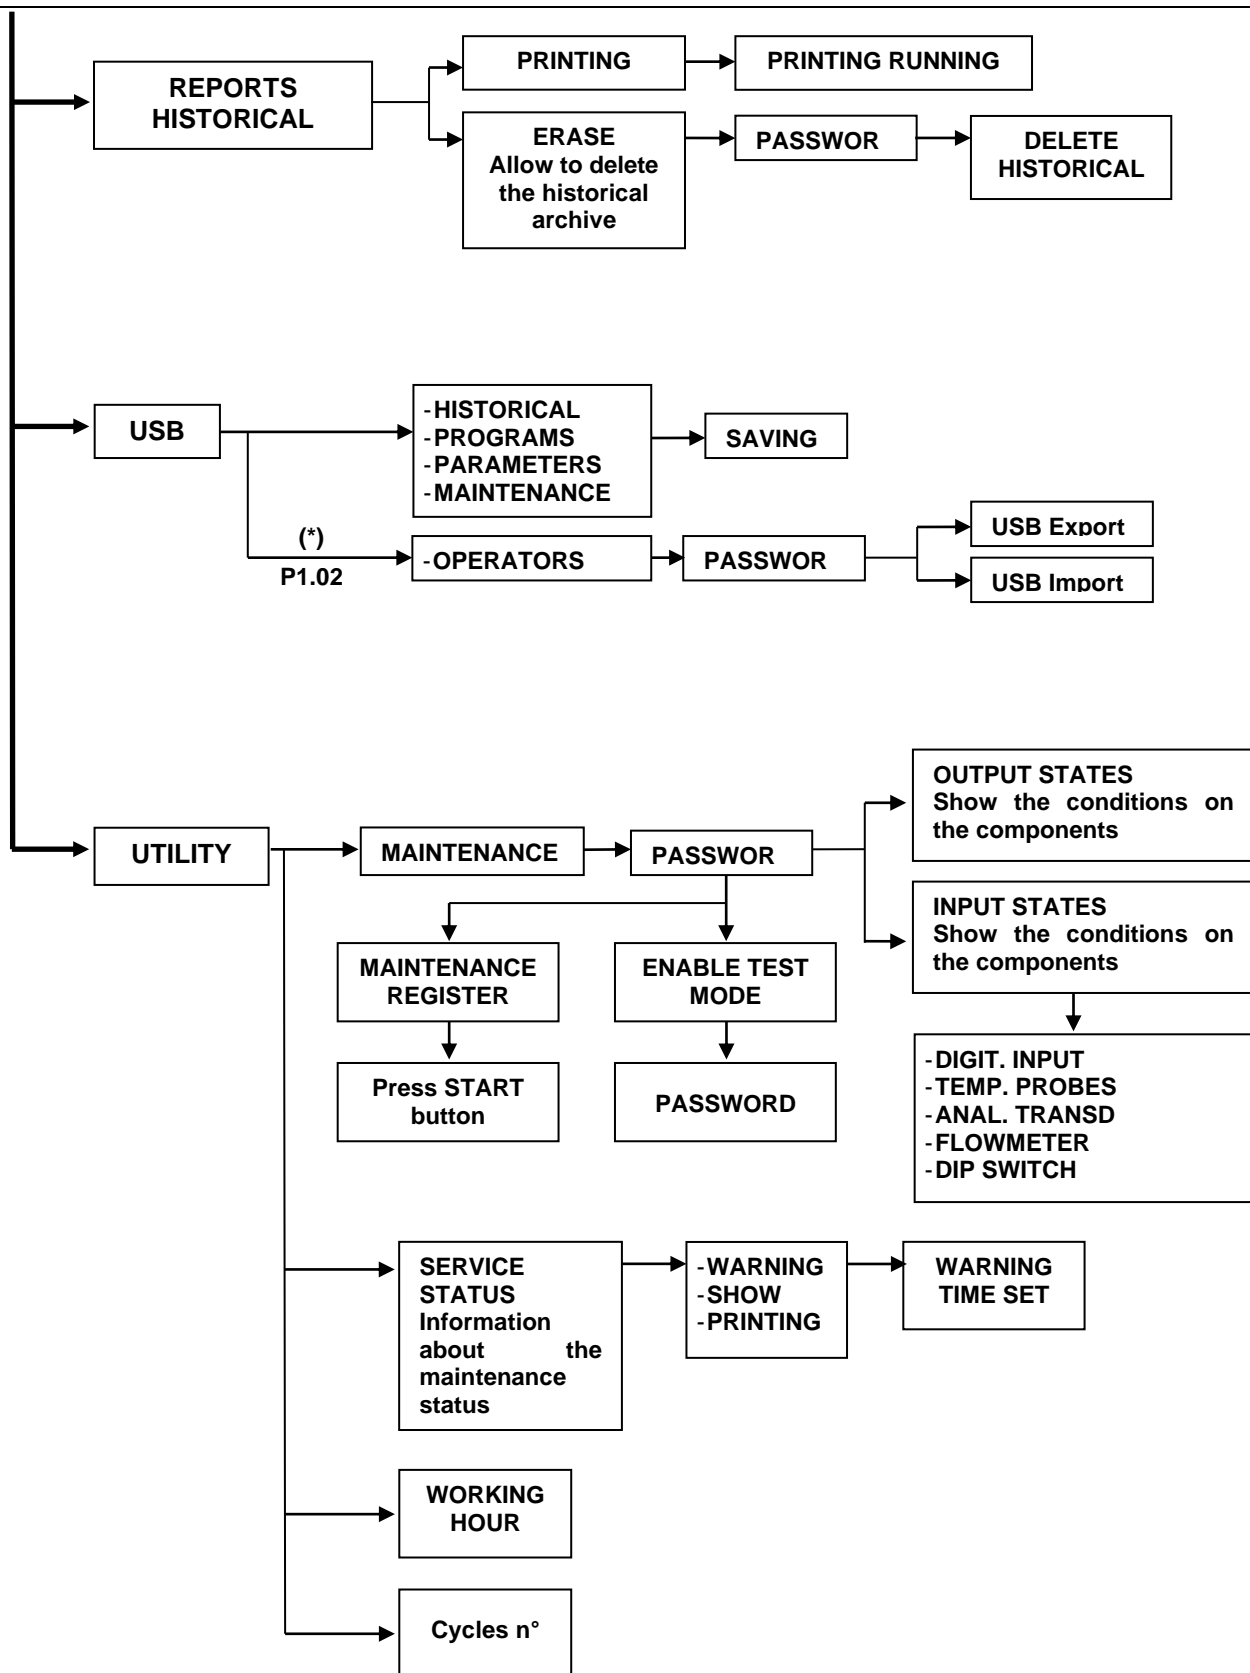 REPORTS
HISTORICAL
PRINTING
PRINTING RUNNING
ERASE
Allow to delete
the historical
archive
PASSWOR
DELETE
HISTORICAL
USB
-HISTORICAL
-PROGRAMS
-PARAMETERS
-MAINTENANCE
SAVING
(*)
P1.02
-OPERATORS
PASSWOR
USB Export
USB Import
UTILITY
MAINTENANCE
PASSWOR
OUTPUT STATES
Show the conditions on
the components
INPUT STATES
Show the conditions on
the components
MAINTENANCE
REGISTER
ENABLE TEST
MODE
Press START
button
PASSWORD
-DIGIT. INPUT
-TEMP. PROBES
-ANAL. TRANSD
-FLOWMETER
-DIP SWITCH
SERVICE
STATUS
Information
about the
maintenance
status
-WARNING
-SHOW
-PRINTING
WARNING
TIME SET
WORKING
HOUR
Cycles n°